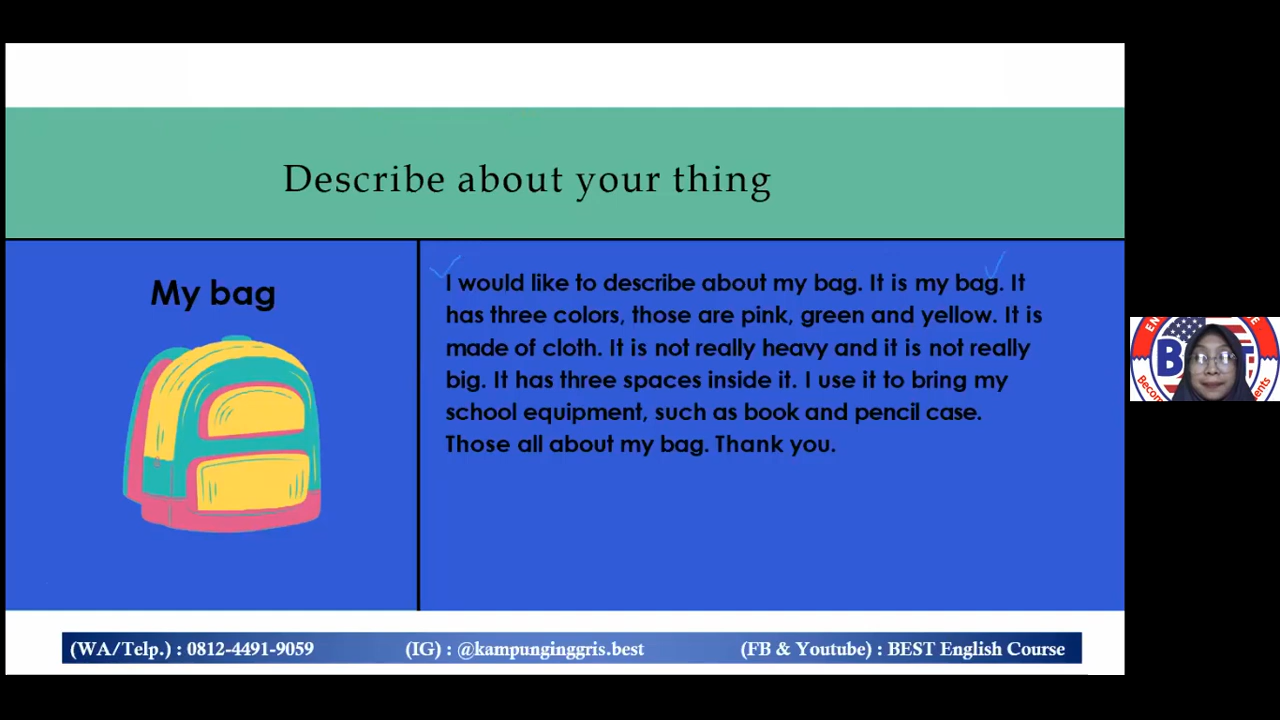 Describe about your thing
My bag
I would like to describe about my bag. It is my bag. It
has three colors, those are pink, green and yellow. It is
made of cloth. It is not really heavy and it is not really
big. It has three spaces inside it. I use it to bring my
school equipment, such as book and pencil case.
Those all about my bag. Thank you.
(WA/Telp.) : 0812-4491-9059 (IG) : @kampunginggris.best (FB & Youtube) : BEST English Course